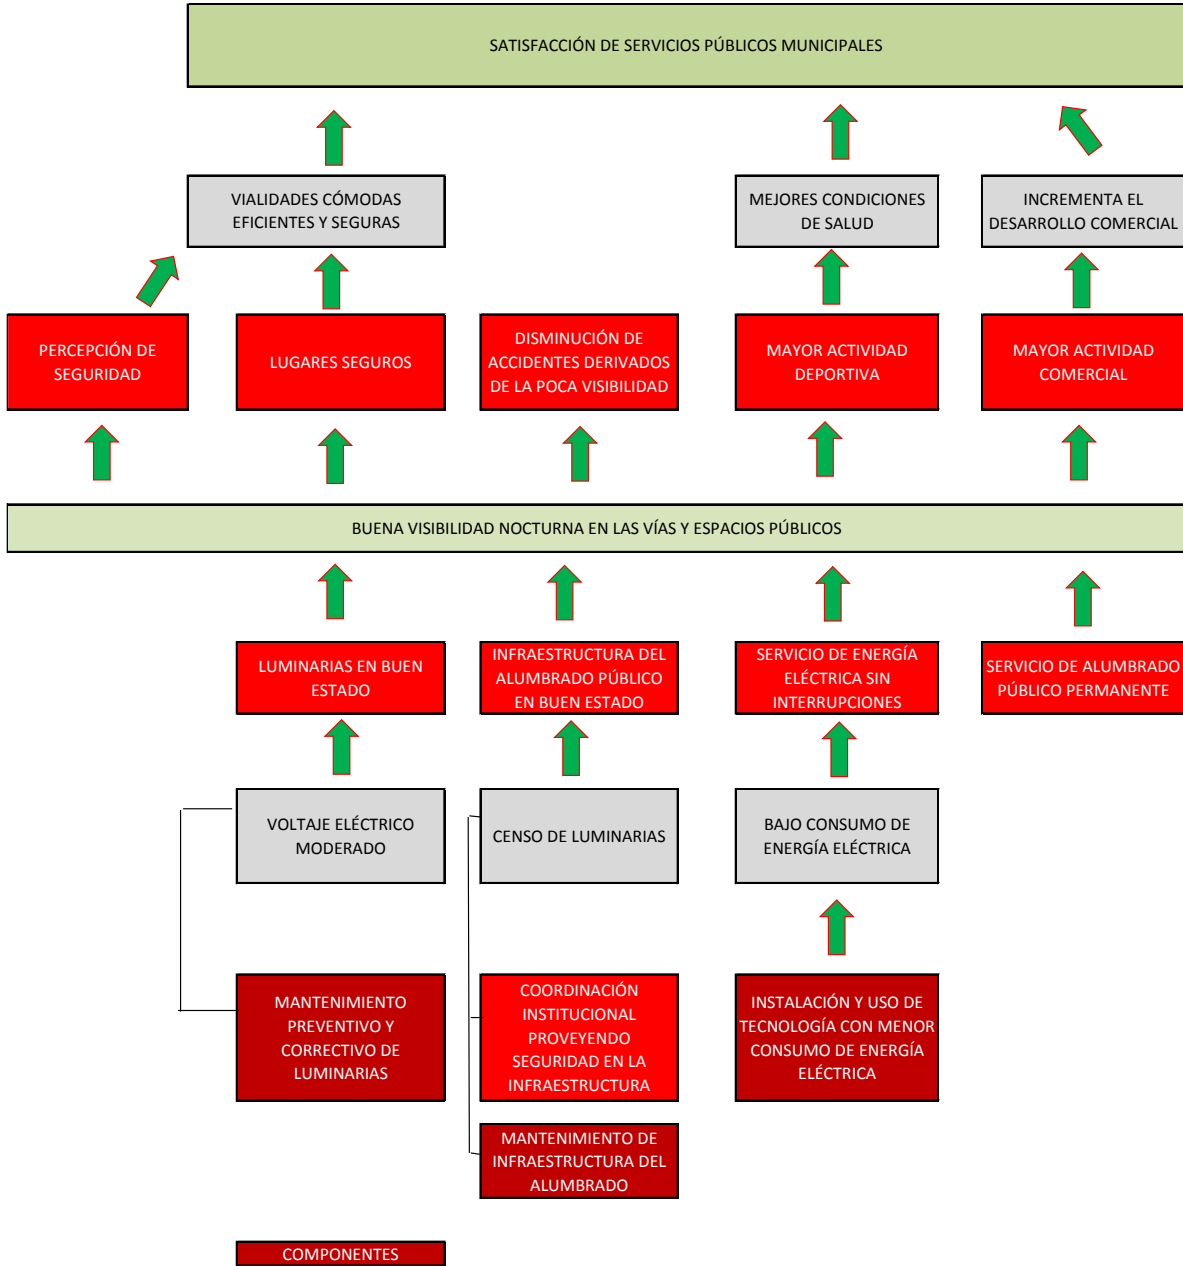 SATISFACCIÓN DE SERVICIOS PÚBLICOS MUNICIPALES
VIALIDADES CÓMODAS
EFICIENTES Y SEGURAS
MEJORES CONDICIONES
DE SALUD
INCREMENTA EL
DESARROLLO COMERCIAL
PERCEPCIÓN DE
SEGURIDAD
LUGARES SEGUROS
DISMINUCIÓN DE
ACCIDENTES DERIVADOS
DE LA POCA VISIBILIDAD
MAYOR ACTIVIDAD
DEPORTIVA
MAYOR ACTIVIDAD
COMERCIAL
BUENA VISIBILIDAD NOCTURNA EN LAS VÍAS Y ESPACIOS PÚBLICOS
LUMINARIAS EN BUEN
ESTADO
INFRAESTRUCTURA DEL
ALUMBRADO PÚBLICO
EN BUEN ESTADO
SERVICIO DE ENERGÍA
ELÉCTRICA SIN
INTERRUPCIONES
SERVICIO DE ALUMBRADO
PÚBLICO PERMANENTE
VOLTAJE ELÉCTRICO
MODERADO
CENSO DE LUMINARIAS
BAJO CONSUMO DE
ENERGÍA ELÉCTRICA
MANTENIMIENTO
PREVENTIVO Y
CORRECTIVO DE
LUMINARIAS
COORDINACIÓN
INSTITUCIONAL
PROVEYENDO
SEGURIDAD EN LA
INFRAESTRUCTURA
INSTALACIÓN Y USO DE
TECNOLOGÍA CON MENOR
CONSUMO DE ENERGÍA
ELÉCTRICA
MANTENIMIENTO DE
INFRAESTRUCTURA DEL
ALUMBRADO
COMPONENTES